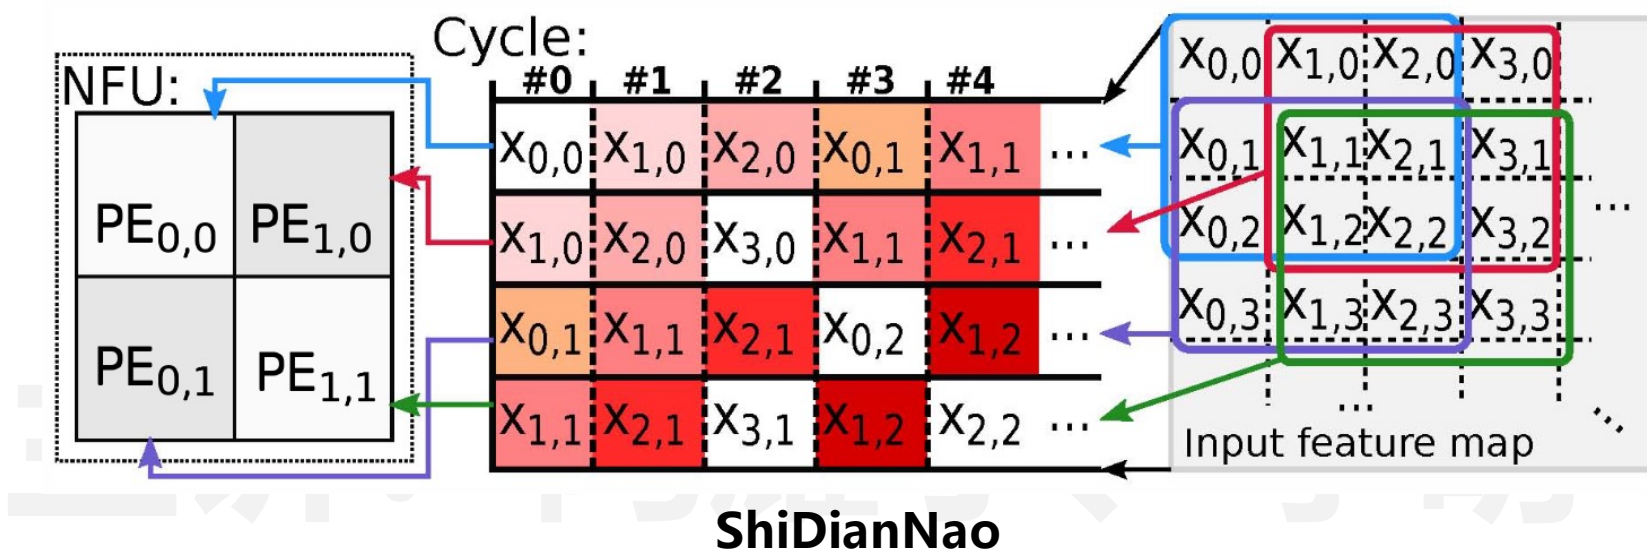 Cycle:
NFU:
#0 #1 #2 #3 #4
X0,0 X1,0 X2,0 X0,1 X1,1 ...
X1,0 X2,0 X3,0 X1,1 X2,1 ...
X0,1 X1,1 X2,1 X0,2 X1,2 ...
X1,1 X2,1 X3,1 X1,2 X2,2 ...
PE0,0 PE1,0
PE0,1 PE1,1
X0,0 X1,0 X2,0 X3,0
X0,1 X1,1 X2,1 X3,1
X0,2 X1,2 X2,2 X3,2 ...
X0,3 X1,3 X2,3 X3,3
...
Input feature map
ShiDianNao